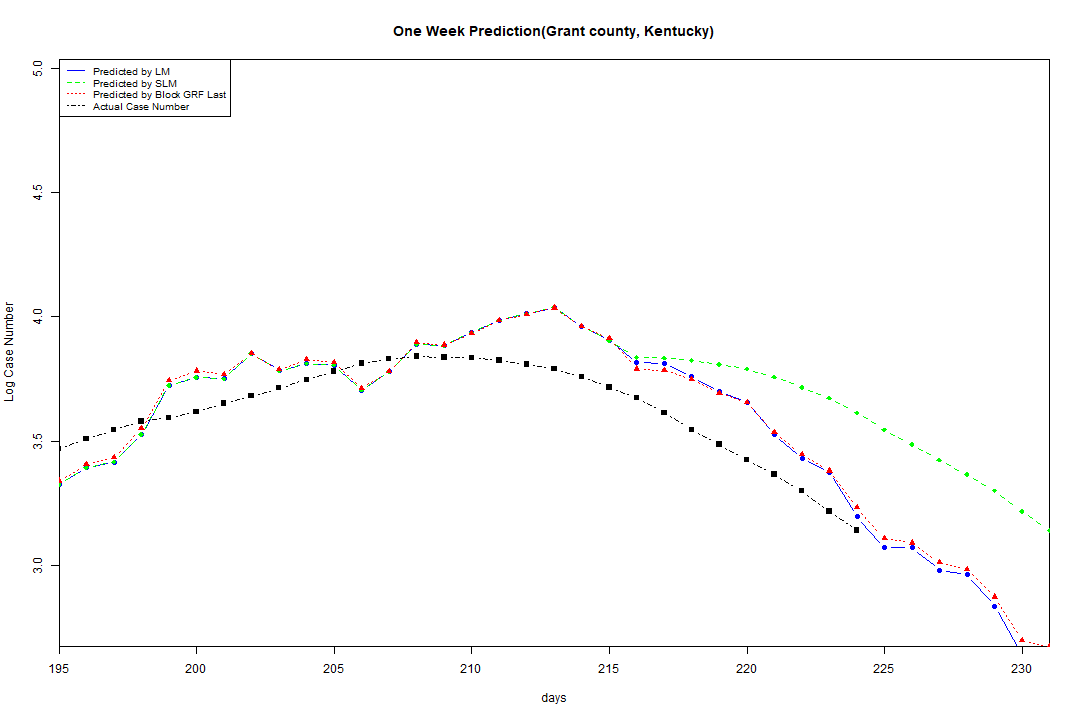 One Week Prediction(Grant county, Kentucky)
Predicted by LM
Predicted by SLM
Predicted by Block GRF Last
Actual Case Number
5.0
4.5
4.0
3.5
3.0
Log Case Number
195 200 205 210 215 220 225 230
days